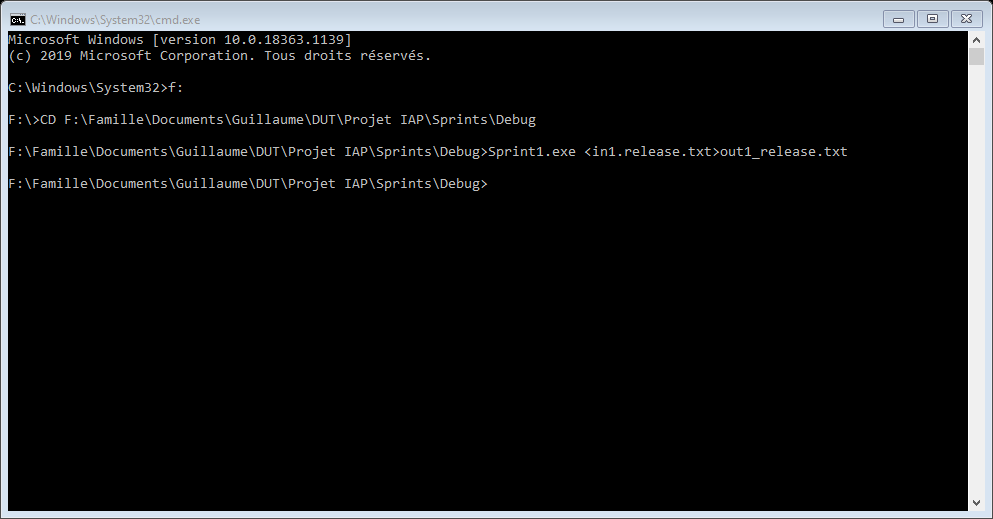 C:\Windows\System32\cmd.exe
Microsoft Windows [version 10.0.18363.1139]
(c) 2019 Microsoft Corporation. Tous droits réservés.
C:\Windows\System32>f:
F:\>CD F:\Famille\Documents\Guillaume\DUT\Projet IAP\Sprints\Debug
F:\Famille\Documents\Guillaume\DUT\Projet IAP\Sprints\Debug>Sprint1.exe <in1.release.txt>out1_release.txt
F:\Famille\Documents\Guillaume\DUT\Projet IAP\Sprints\Debug>